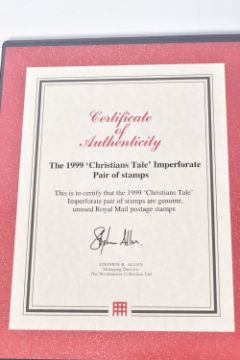 Certificate
of
Authenticity
The 1999 ‘Christians Tale’ Imperforate
Pair of stamps
This is to certify that the 1999 ‘Christians Tale’
Imperforate pair of stamps are genuine,
unused Royal Mail postage stamps
Stephen Allen.
STEPHEN R. ALLEN
Managing Director
The Westminster Collection Ltd